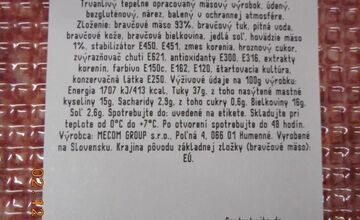 Trvanlivý tepelne opracovaný mäsový výrobok, údený,
bezgluténový, nárez, balený v ochrannej atmosfére.
Zloženie: bravčové mäso 93%, bravčový tuk, pitná voda,
bravčové kože, bravčová bielkovina, jedlá soľ, hovädzie mäso
1%, stabilizátor E450, E451, zmes korenia, hroznový cukor,
zvýrazňovač chuti E621, antioxidanty E300, E316, extrakty
korenín, farbivo E150c, E162, E120, štartovacia kultúra,
konzervačná látka E250. Výživové údaje na 100g výrobku:
Energia 1707 kJ/413 kcal, Tuky 37g, z toho nasýtené mastné
kyseliny 15g, Sacharidy 2,9g, z toho cukry 0,6g, Bielkoviny 16g,
Soľ 2,6g. Spotrebujte do: uvedené na etikete. Skladujte pri
teplote od 0°C do +7°C. Po otvorení spotrebujte do 48 hodín.
Výrobca: MECOM GROUP s.r.o., Poľná 4, 066 01 Humenné. Vyrobené
na Slovensku. Krajina pôvodu základnej zložky (bravčové mäso):
EÚ.